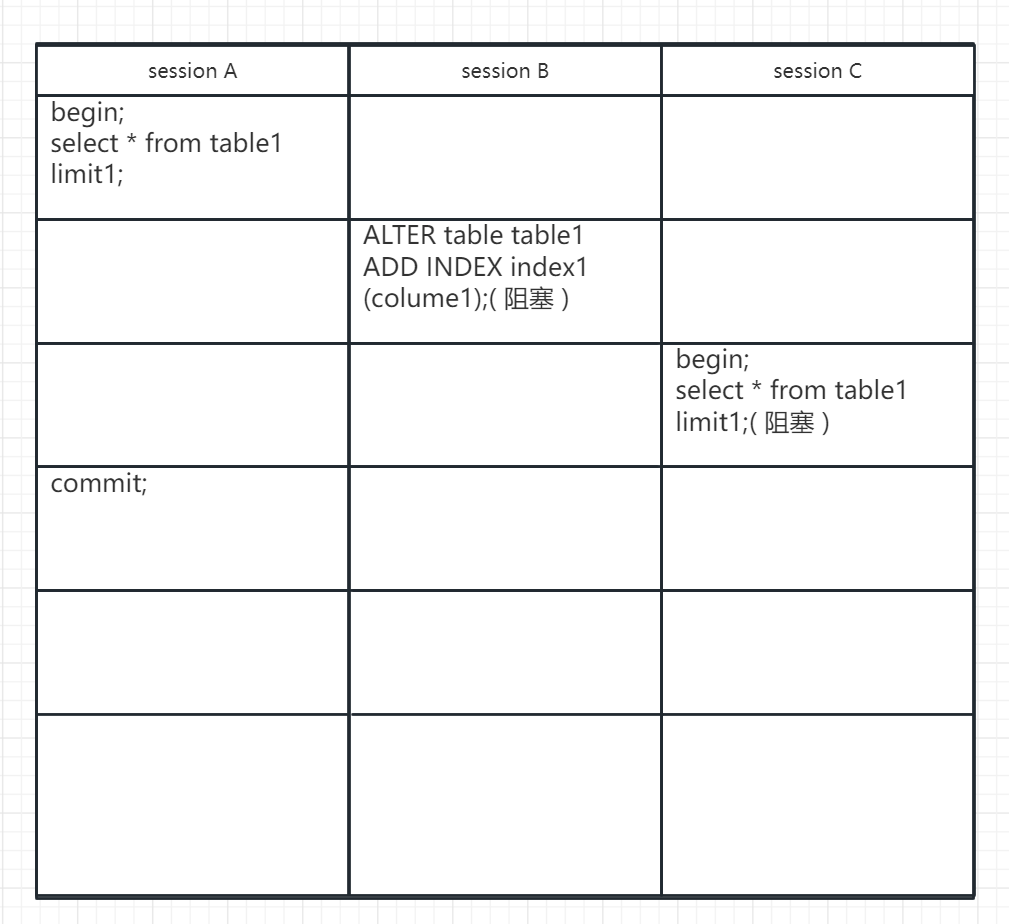 session A
session B
session C
begin;
select * from table1
limit1;
ALTER table table1
ADD INDEX index1
(colume1);( 阻塞 )
begin;
select * from table1
limit1;( 阻塞 )
commit;